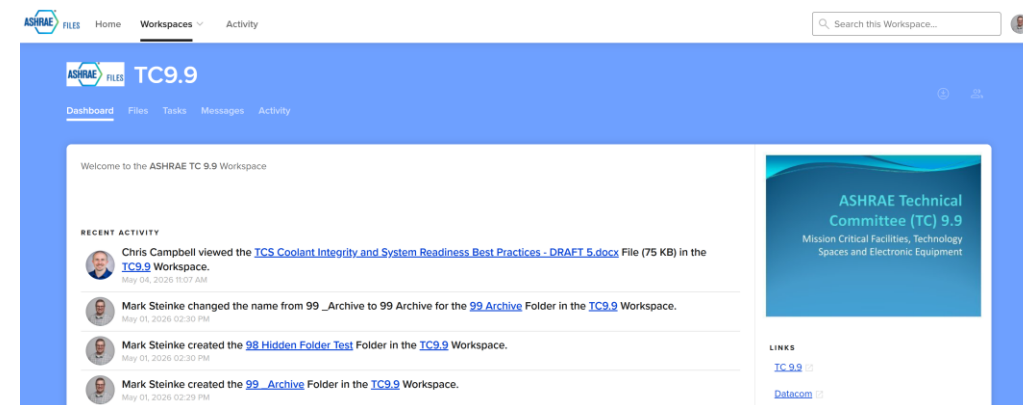 ASHRAE FILES Home Workspaces Activity Search this Workspace...
ASHRAE FILES TC9.9
Dashboard Files Tasks Messages Activity
Welcome to the ASHRAE TC 9.9 Workspace
RECENT ACTIVITY
Chris Campbell viewed the TCS Coolant Integrity and System Readiness Best Practices - DRAFT 5.docx File (75 KB) in the
TC9.9 Workspace.
May 04, 2026 11:07 AM
Mark Steinke changed the name from 99 _Archive to 99 Archive for the 99 Archive Folder in the TC9.9 Workspace.
May 01, 2026 02:30 PM
Mark Steinke created the 98 Hidden Folder Test Folder in the TC9.9 Workspace.
May 01, 2026 02:30 PM
Mark Steinke created the 99 _Archive Folder in the TC9.9 Workspace.
May 01, 2026 02:29 PM
ASHRAE Technical
Committee (TC) 9.9
Mission Critical Facilities, Technology
Spaces and Electronic Equipment
LINKS
TC 9.9
Datacom